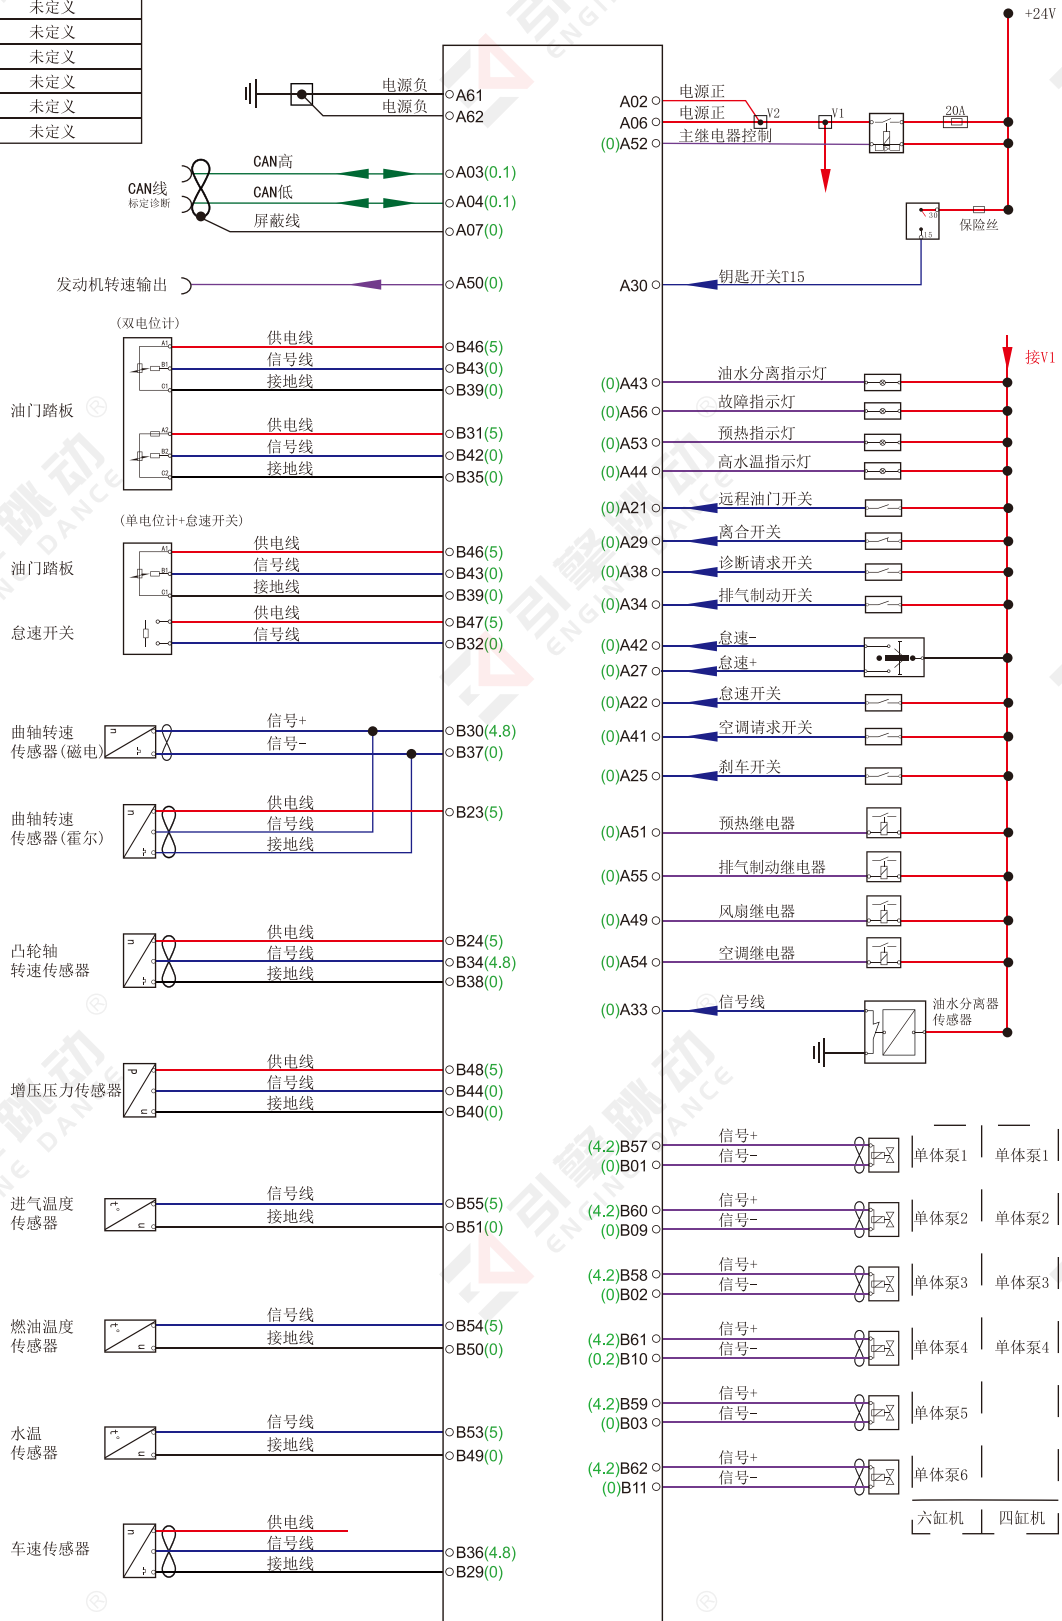 未定义
未定义
未定义
未定义
未定义
未定义
+24V
电源负 A61
电源负 A62
CAN线
标定诊断
CAN高 A03(0.1)
CAN低 A04(0.1)
屏蔽线 A07(0)
发动机转速输出 A50(0)
(双电位计)
油门踏板
A1 供电线 B46(5)
B1 信号线 B43(0)
C1 接地线 B39(0)
A2 供电线 B31(5)
B2 信号线 B42(0)
C2 接地线 B35(0)
(单电位计+怠速开关)
油门踏板
A1 供电线 B46(5)
B1 信号线 B43(0)
C1 接地线 B39(0)
怠速开关
供电线 B47(5)
信号线 B32(0)
曲轴转速
传感器(磁电)
n
信号+ B30(4.8)
信号- B37(0)
曲轴转速
传感器(霍尔)
n
供电线 B23(5)
信号线
接地线
凸轮轴
转速传感器
n
供电线 B24(5)
信号线 B34(4.8)
接地线 B38(0)
增压压力传感器
p
u
供电线 B48(5)
信号线 B44(0)
接地线 B40(0)
进气温度
传感器
t°
u
信号线 B55(5)
接地线 B51(0)
燃油温度
传感器
t°
u
信号线 B54(5)
接地线 B50(0)
水温
传感器
t°
u
信号线 B53(5)
接地线 B49(0)
车速传感器
n
供电线
信号线 B36(4.8)
接地线 B29(0)
A02 电源正
A06 电源正 V2 V1 20A
(0)A52 主继电器控制
30
15
保险丝
A30 钥匙开关T15
接V1
(0)A43 油水分离指示灯
(0)A56 故障指示灯
(0)A53 预热指示灯
(0)A44 高水温指示灯
(0)A21 远程油门开关
(0)A29 离合开关
(0)A38 诊断请求开关
(0)A34 排气制动开关
(0)A42 怠速-
(0)A27 怠速+
(0)A22 怠速开关
(0)A41 空调请求开关
(0)A25 刹车开关
(0)A51 预热继电器
(0)A55 排气制动继电器
(0)A49 风扇继电器
(0)A54 空调继电器
(0)A33 信号线
油水分离器
传感器
(4.2)B57 信号+
(0)B01 信号-
单体泵1 单体泵1
(4.2)B60 信号+
(0)B09 信号-
单体泵2 单体泵2
(4.2)B58 信号+
(0)B02 信号-
单体泵3 单体泵3
(4.2)B61 信号+
(0.2)B10 信号-
单体泵4 单体泵4
(4.2)B59 信号+
(0)B03 信号-
单体泵5
(4.2)B62 信号+
(0)B11 信号-
单体泵6
六缸机 四缸机
引擎跳动
ENGINE DANCE
®